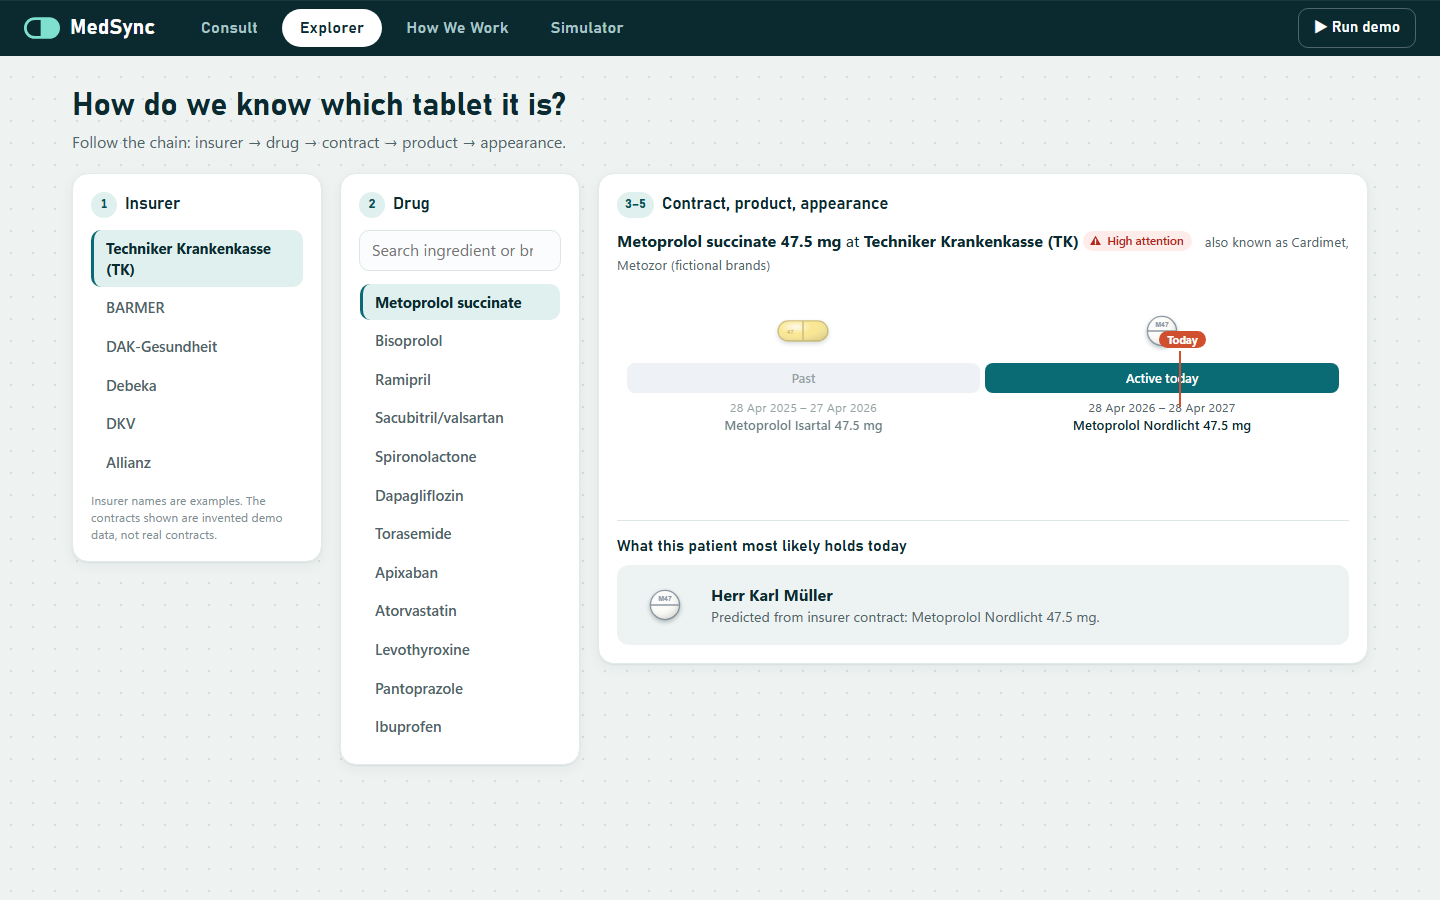 MedSync
Consult
Explorer
How We Work
Simulator
▶ Run demo
How do we know which tablet it is?
Follow the chain: insurer → drug → contract → product → appearance.
1 Insurer
Techniker Krankenkasse
(TK)
BARMER
DAK-Gesundheit
Debeka
DKV
Allianz
Insurer names are examples. The
contracts shown are invented demo
data, not real contracts.
2 Drug
Search ingredient or br
Metoprolol succinate
Bisoprolol
Ramipril
Sacubitril/valsartan
Spironolactone
Dapagliflozin
Torasemide
Apixaban
Atorvastatin
Levothyroxine
Pantoprazole
Ibuprofen
3–5 Contract, product, appearance
Metoprolol succinate 47.5 mg at Techniker Krankenkasse (TK) High attention also known as Cardimet,
Metozor (fictional brands)
47
M47
Today
Past
Active today
28 Apr 2025 – 27 Apr 2026
28 Apr 2026 – 28 Apr 2027
Metoprolol Isartal 47.5 mg
Metoprolol Nordlicht 47.5 mg
What this patient most likely holds today
M47
Herr Karl Müller
Predicted from insurer contract: Metoprolol Nordlicht 47.5 mg.